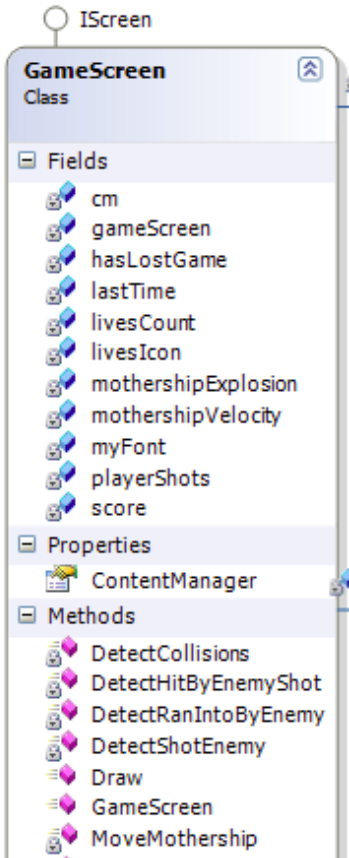 IScreen
GameScreen
Class
Fields
cm
gameScreen
hasLostGame
lastTime
livesCount
livesIcon
mothershipExplosion
mothershipVelocity
myFont
playerShots
score
Properties
ContentManager
Methods
DetectCollisions
DetectHitByEnemyShot
DetectRanIntoByEnemy
DetectShotEnemy
Draw
GameScreen
MoveMothership